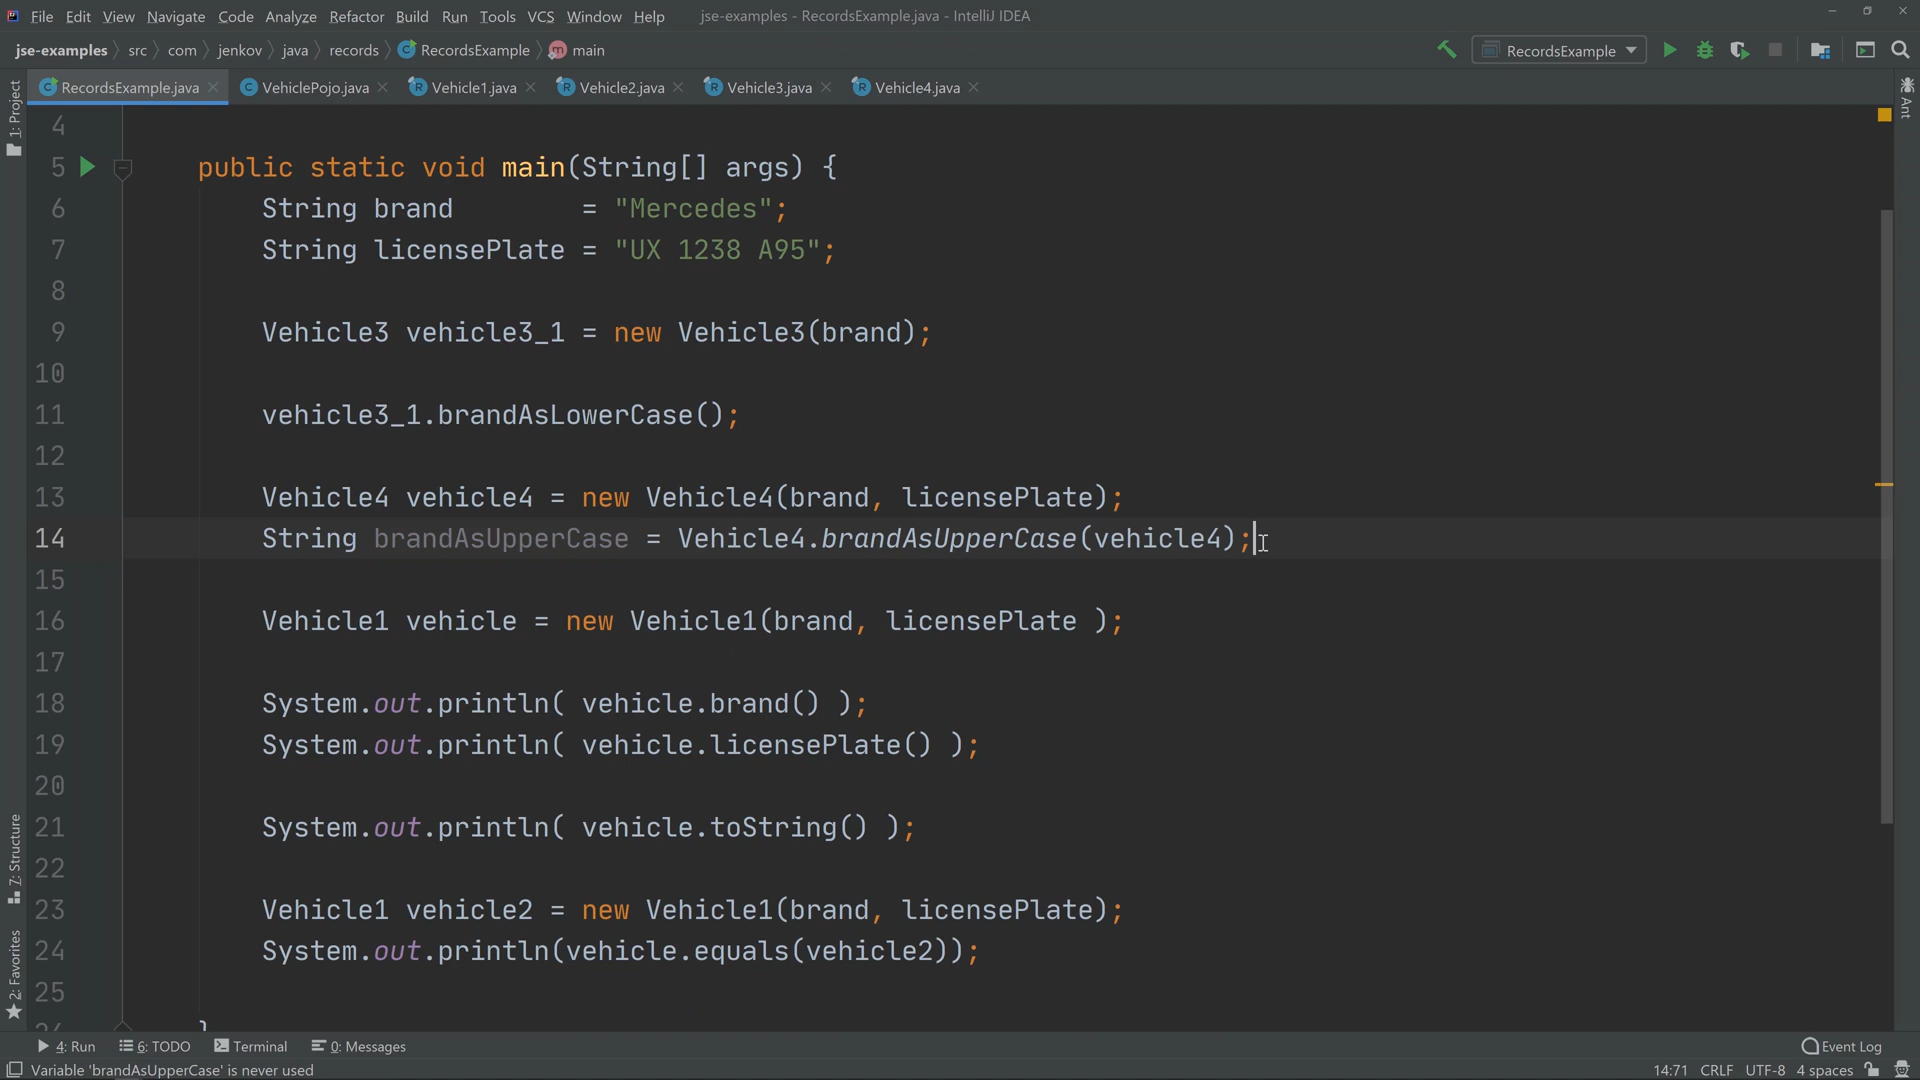 File Edit View Navigate Code Analyze Refactor Build Run Tools VCS Window Help jse-examples - RecordsExample.java - IntelliJ IDEA
jse-examples src com jenkov java records RecordsExample m main RecordsExample
RecordsExample.java VehiclePojo.java Vehicle1.java Vehicle2.java Vehicle3.java Vehicle4.java
1: Project
Ant
4
5 public static void main(String[] args) {
6 String brand = "Mercedes";
7 String licensePlate = "UX 1238 A95";
8
9 Vehicle3 vehicle3_1 = new Vehicle3(brand);
10
11 vehicle3_1.brandAsLowerCase();
12
13 Vehicle4 vehicle4 = new Vehicle4(brand, licensePlate);
14 String brandAsUpperCase = Vehicle4.brandAsUpperCase(vehicle4);
15
16 Vehicle1 vehicle = new Vehicle1(brand, licensePlate );
17
18 System.out.println( vehicle.brand() );
19 System.out.println( vehicle.licensePlate() );
20
21 System.out.println( vehicle.toString() );
22
23 Vehicle1 vehicle2 = new Vehicle1(brand, licensePlate);
24 System.out.println(vehicle.equals(vehicle2));
25
26 }
7: Structure
2: Favorites
4: Run 6: TODO Terminal 0: Messages Event Log
Variable 'brandAsUpperCase' is never used 14:71 CRLF UTF-8 4 spaces